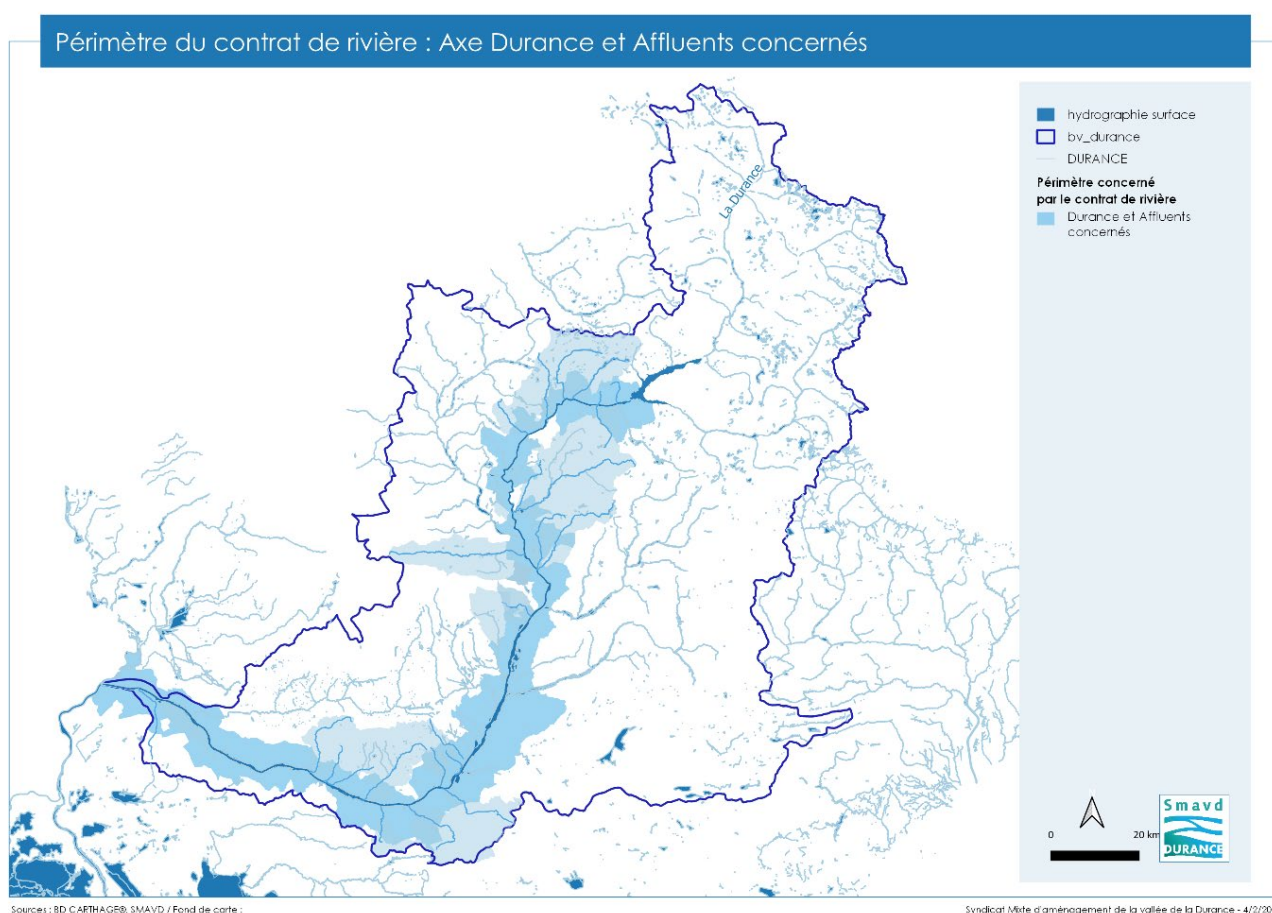 Périmètre du contrat de rivière : Axe Durance et Affluents concernés
hydrographie surface
bv_durance
DURANCE
Périmètre concerné
par le contrat de rivière
Durance et Affluents
concernés
La Durance
0 20 km
Smavd
DURANCE
Sources : BD CARTHAGE®, SMAVD / Fond de carte :
Syndicat Mixte d'aménagement de la vallée de la Durance - 4/2/20